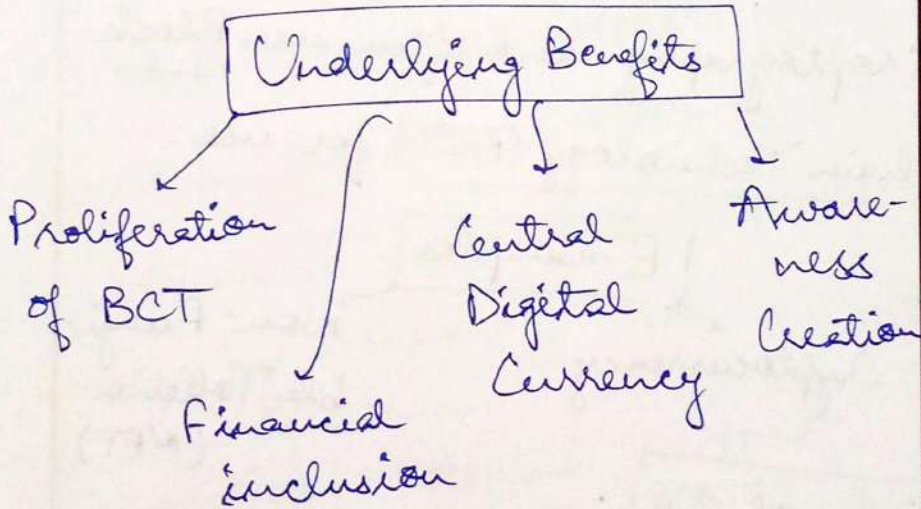 Underlying Benefits
Proliferation
of BCT
Financial
inclusion
Central
Digital
Currency
Aware-
ness
Creation